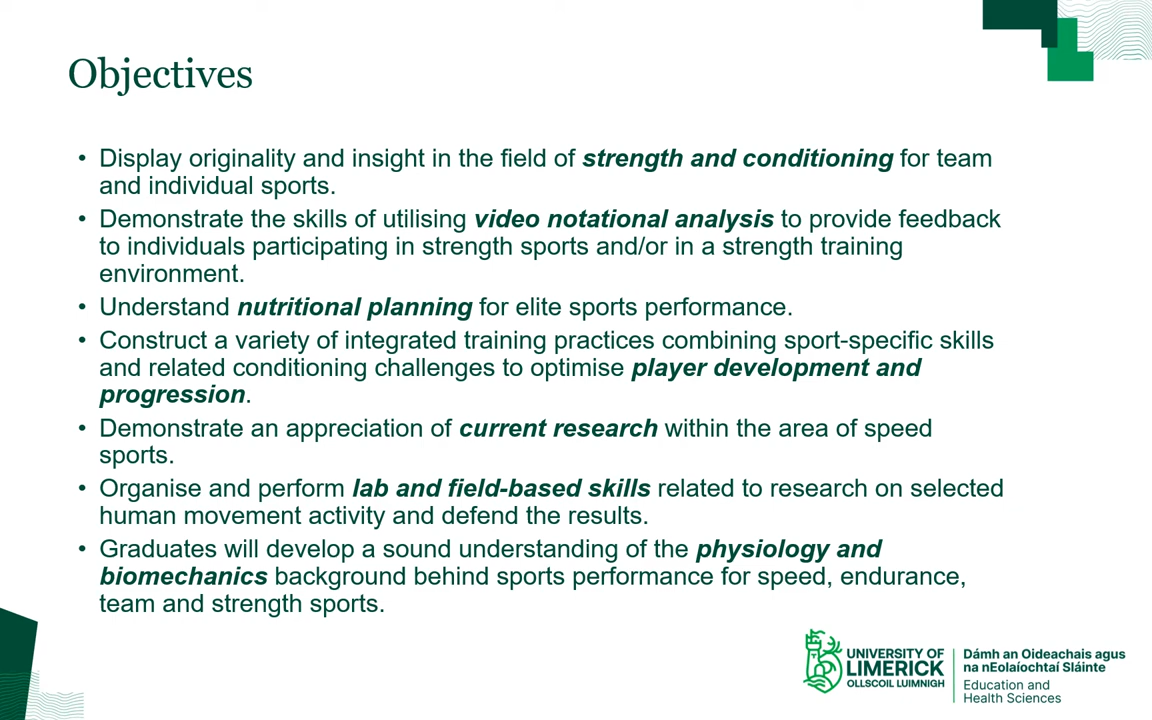 Objectives
• Display originality and insight in the field of strength and conditioning for team
and individual sports.
• Demonstrate the skills of utilising video notational analysis to provide feedback
to individuals participating in strength sports and/or in a strength training
environment.
• Understand nutritional planning for elite sports performance.
• Construct a variety of integrated training practices combining sport-specific skills
and related conditioning challenges to optimise player development and
progression.
• Demonstrate an appreciation of current research within the area of speed
sports.
• Organise and perform lab and field-based skills related to research on selected
human movement activity and defend the results.
• Graduates will develop a sound understanding of the physiology and
biomechanics background behind sports performance for speed, endurance,
team and strength sports.
UNIVERSITY OF
LIMERICK
OLLSCOIL LUIMNIGH
Dámh an Oideachais agus
na nEolaíochtaí Sláinte
Education and
Health Sciences